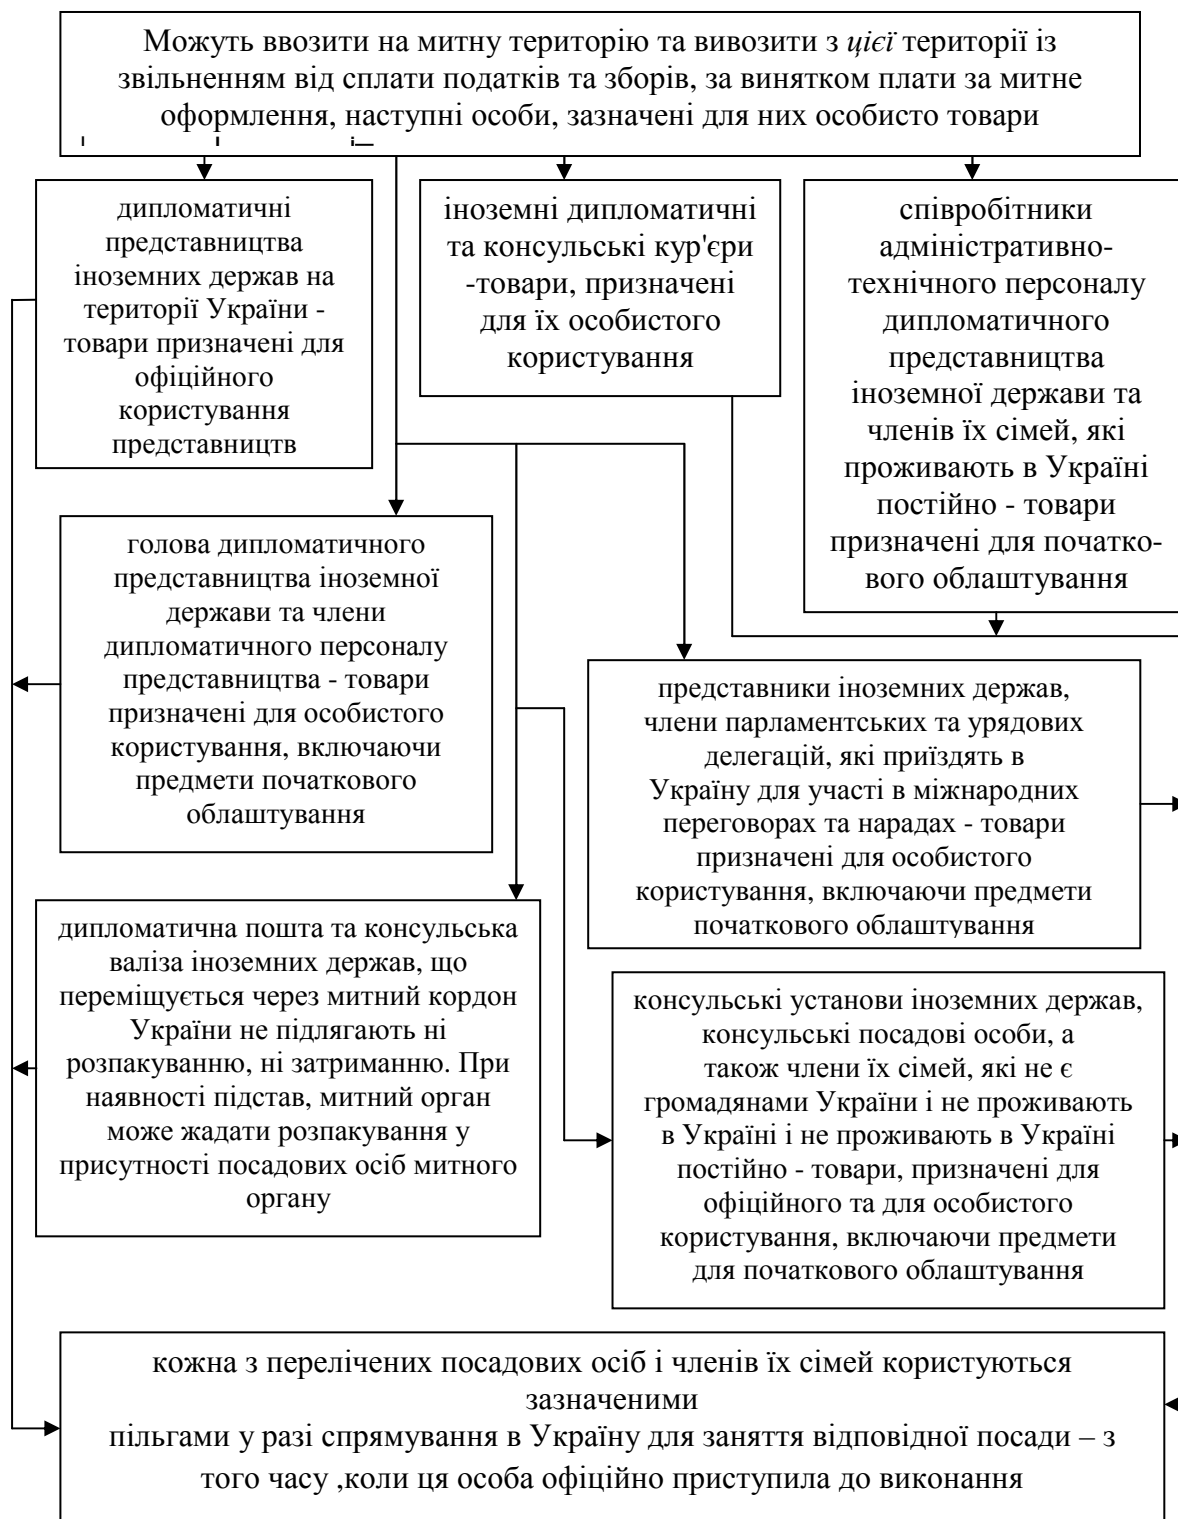 Можуть ввозити на митну територію та вивозити з цієї території із
звільненням від сплати податків та зборів, за винятком плати за митне
оформлення, наступні особи, зазначені для них особисто товари
дипломатичні
представництва
іноземних держав на
території України -
товари призначені для
офіційного
користування
представництв
іноземні дипломатичні
та консульські кур'єри
-товари, призначені
для їх особистого
користування
співробітники
адміністративно-
технічного персоналу
дипломатичного
представництва
іноземної держави та
членів їх сімей, які
проживають в Україні
постійно - товари
призначені для початко-
вого облаштування
голова дипломатичного
представництва іноземної
держави та члени
дипломатичного персоналу
представництва - товари
призначені для особистого
користування, включаючи
предмети початкового
облаштування
представники іноземних держав,
члени парламентських та урядових
делегацій, які приїздять в
Україну для участі в міжнародних
переговорах та нарадах - товари
призначені для особистого
користування, включаючи предмети
початкового облаштування
дипломатична пошта та консульська
валіза іноземних держав, що
переміщується через митний кордон
України не підлягають ні
розпакуванню, ні затриманню. При
наявності підстав, митний орган
може жадати розпакування у
присутності посадових осіб митного
органу
консульські установи іноземних держав,
консульські посадові особи, а
також члени їх сімей, які не є
громадянами України і не проживають
в Україні і не проживають в Україні
постійно - товари, призначені для
офіційного та для особистого
користування, включаючи предмети
для початкового облаштування
кожна з перелічених посадових осіб і членів їх сімей користуються
зазначеними
пільгами у разі спрямування в Україну для заняття відповідної посади – з
того часу ,коли ця особа офіційно приступила до виконання